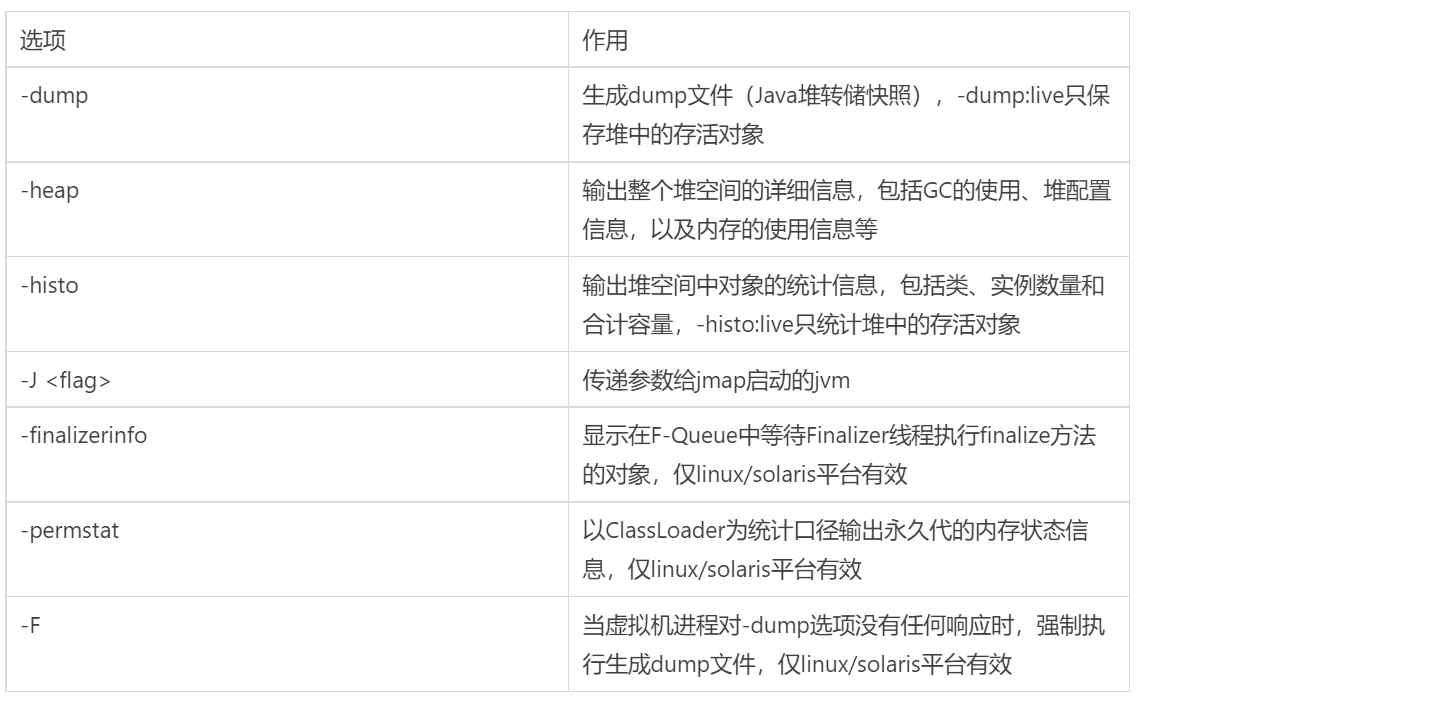 选项
作用
-dump
生成dump文件（Java堆转储快照），-dump:live只保
存堆中的存活对象
-heap
输出整个堆空间的详细信息，包括GC的使用、堆配置
信息，以及内存的使用信息等
-histo
输出堆空间中对象的统计信息，包括类、实例数量和
合计容量，-histo:live只统计堆中的存活对象
-J <flag>
传递参数给jmap启动的jvm
-finalizerinfo
显示在F-Queue中等待Finalizer线程执行finalize方法
的对象，仅linux/solaris平台有效
-permstat
以ClassLoader为统计口径输出永久代的内存状态信
息，仅linux/solaris平台有效
-F
当虚拟机进程对-dump选项没有任何响应时，强制执
行生成dump文件，仅linux/solaris平台有效